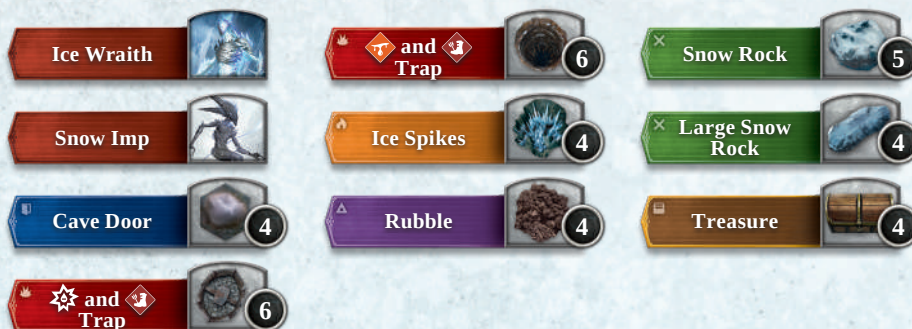 Ice Wraith
and
Trap
6
Snow Rock
5
Snow Imp
Ice Spikes
4
Large Snow
Rock
4
Cave Door
4
Rubble
4
Treasure
4
and
Trap
6